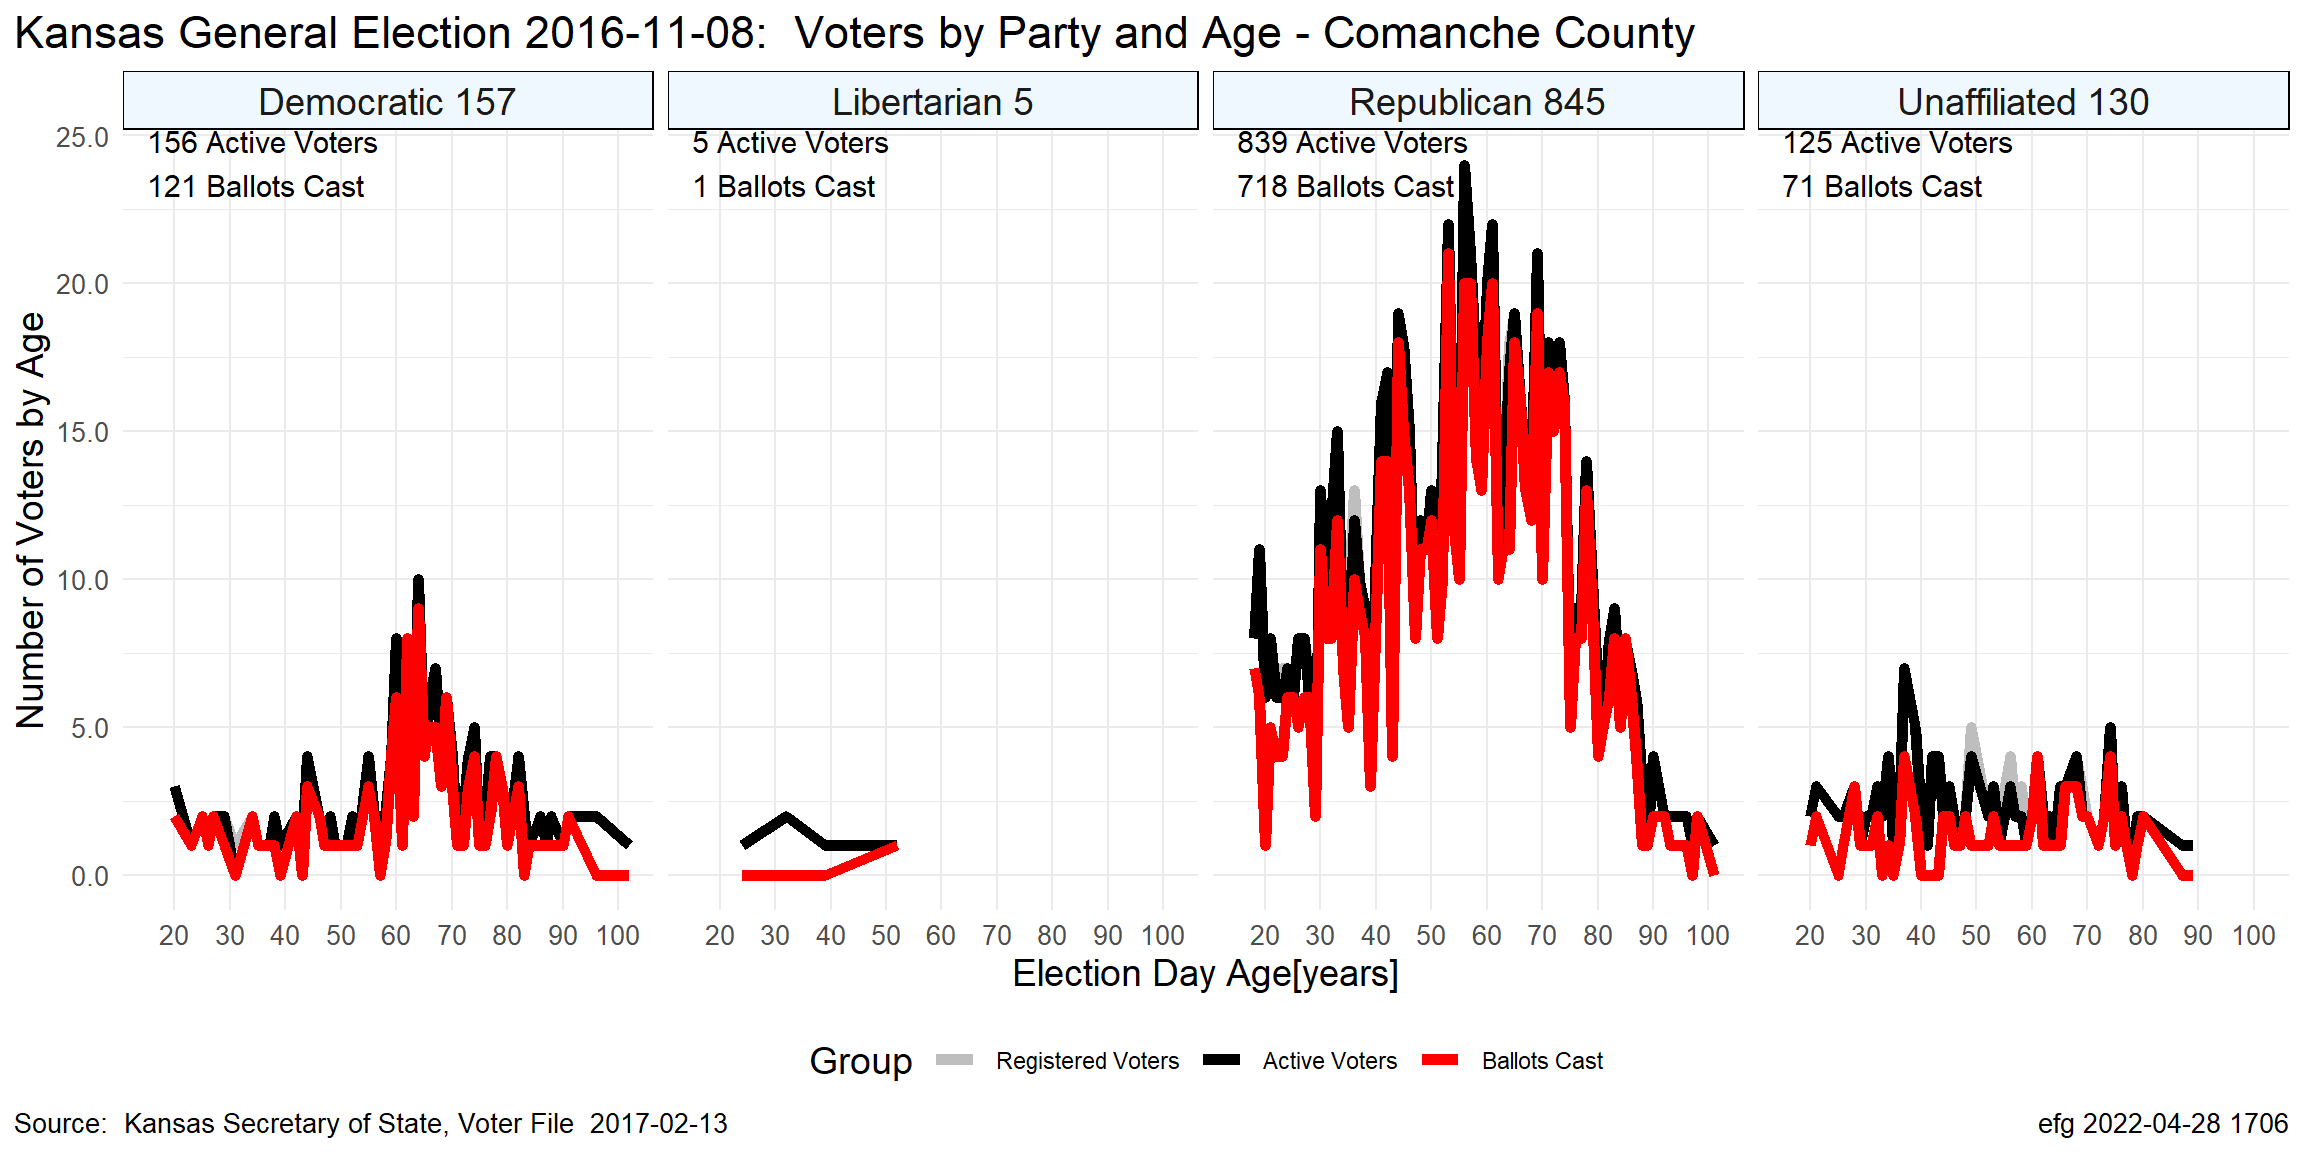 Kansas General Election 2016-11-08:  Voters by Party and Age - Comanche County
Democratic 157
Libertarian 5
Republican 845
Unaffiliated 130
156 Active Voters
121 Ballots Cast
5 Active Voters
1 Ballots Cast
839 Active Voters
718 Ballots Cast
125 Active Voters
71 Ballots Cast
Number of Voters by Age
25.0
20.0
15.0
10.0
5.0
0.0
20 30 40 50 60 70 80 90 100
20 30 40 50 60 70 80 90 100
20 30 40 50 60 70 80 90 100
20 30 40 50 60 70 80 90 100
Election Day Age[years]
Group Registered Voters Active Voters Ballots Cast
Source:  Kansas Secretary of State, Voter File  2017-02-13
efg 2022-04-28 1706